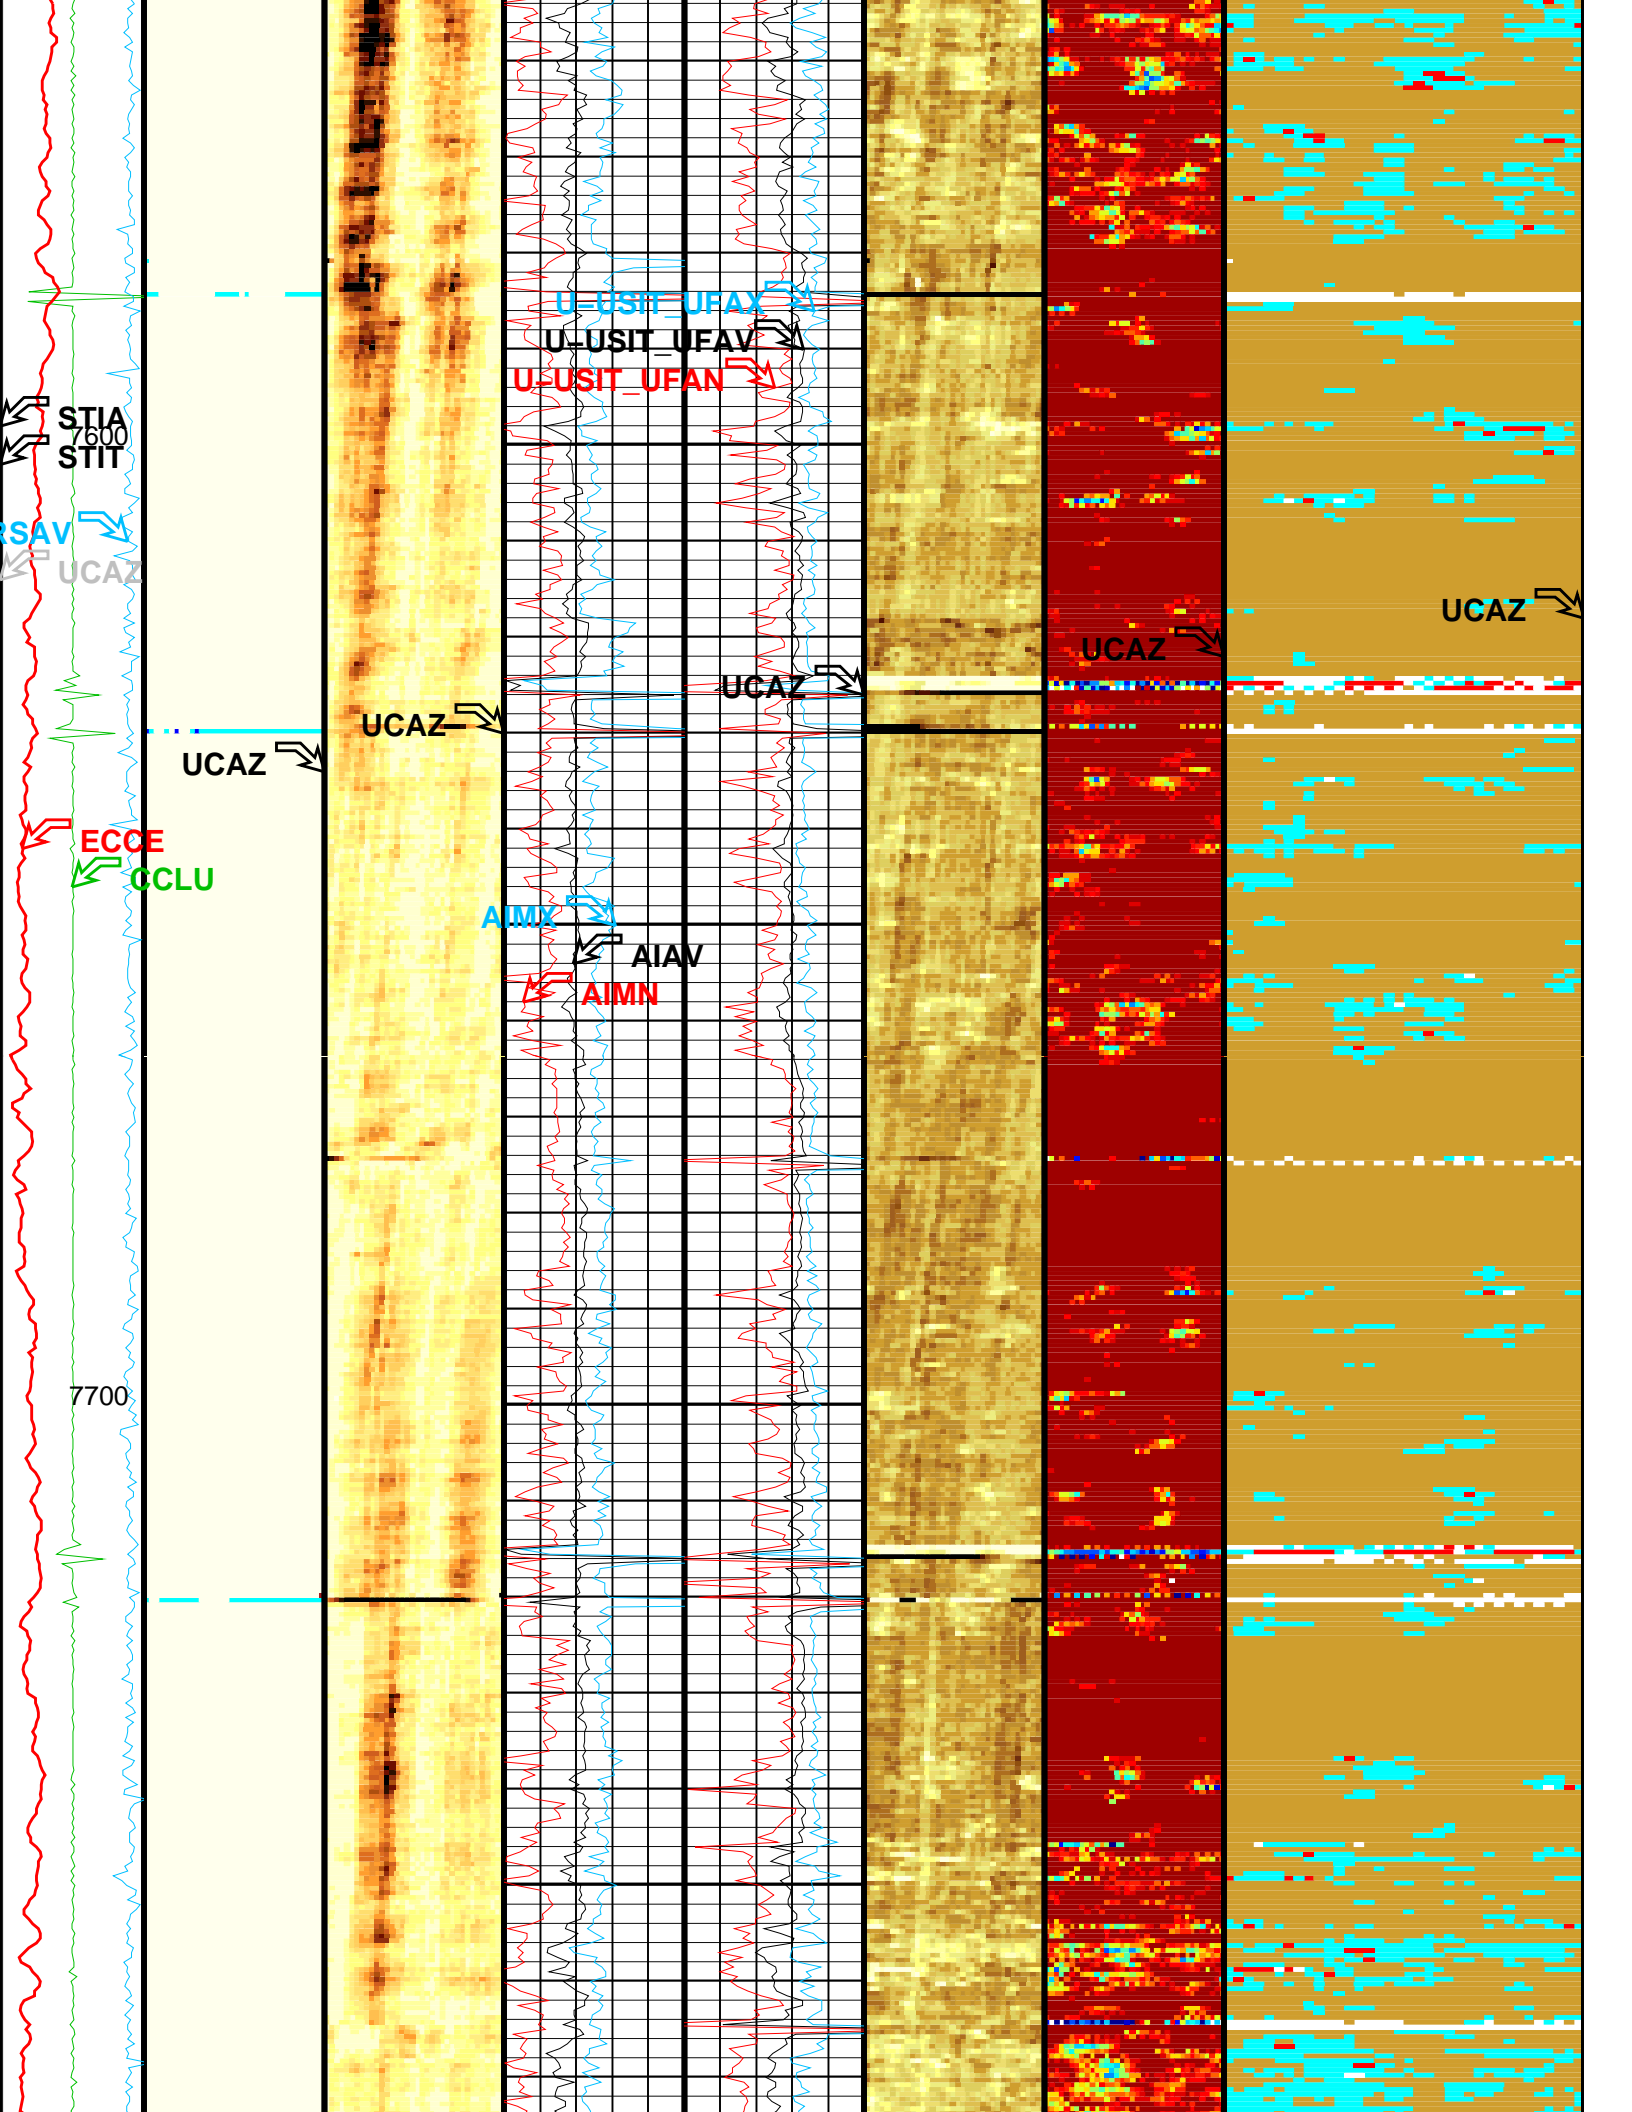 U-USIT_UFAX
U-USIT_UFAV
U-USIT_UFAN
STIA
7600
STIT
RSAV
UCAZ
UCAZ
UCAZ
UCAZ
UCAZ
UCAZ
ECCE
CCLU
AIMX
AIAV
AIMN
7700